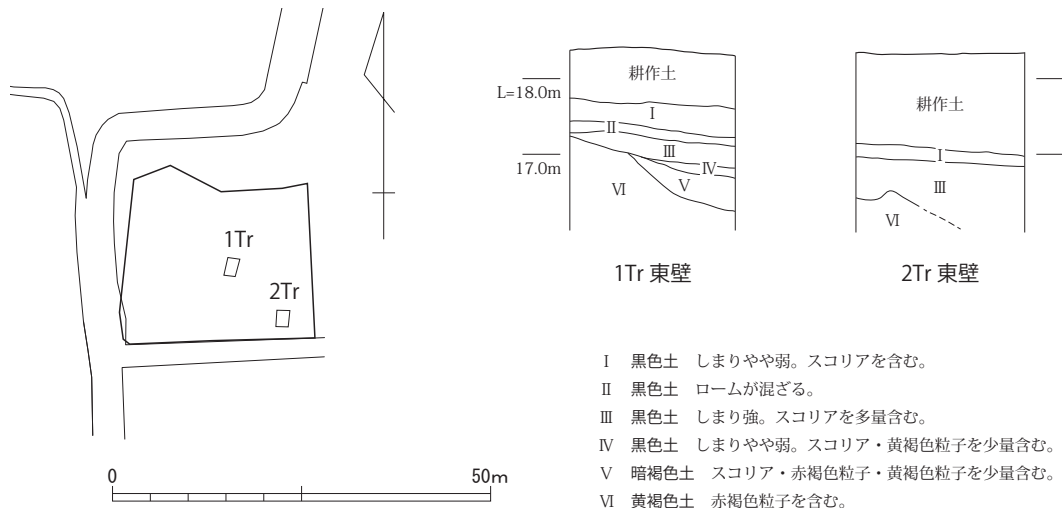 1Tr
2Tr
0
50m
L=18.0m
17.0m
耕作土
Ⅰ
Ⅱ
Ⅲ
Ⅳ
Ⅴ
Ⅵ
1Tr 東壁
耕作土
Ⅰ
Ⅲ
Ⅵ
2Tr 東壁
Ⅰ 黒色土 しまりやや弱。スコリアを含む。
Ⅱ 黒色土 ロームが混ざる。
Ⅲ 黒色土 しまり強。スコリアを多量含む。
Ⅳ 黒色土 しまりやや弱。スコリア・黄褐色粒子を少量含む。
Ⅴ 暗褐色土 スコリア・赤褐色粒子・黄褐色粒子を少量含む。
Ⅵ 黄褐色土 赤褐色粒子を含む。